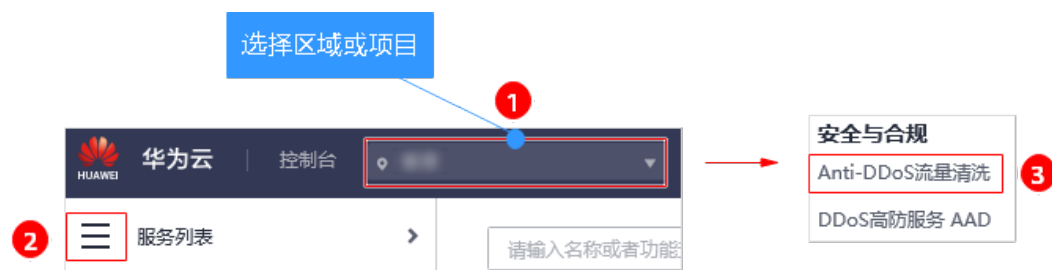 选择区域或项目
1
HUAWEI
华为云
控制台
2
服务列表
请输入名称或者功能
安全与合规
Anti-DDoS流量清洗
3
DDoS高防服务 AAD